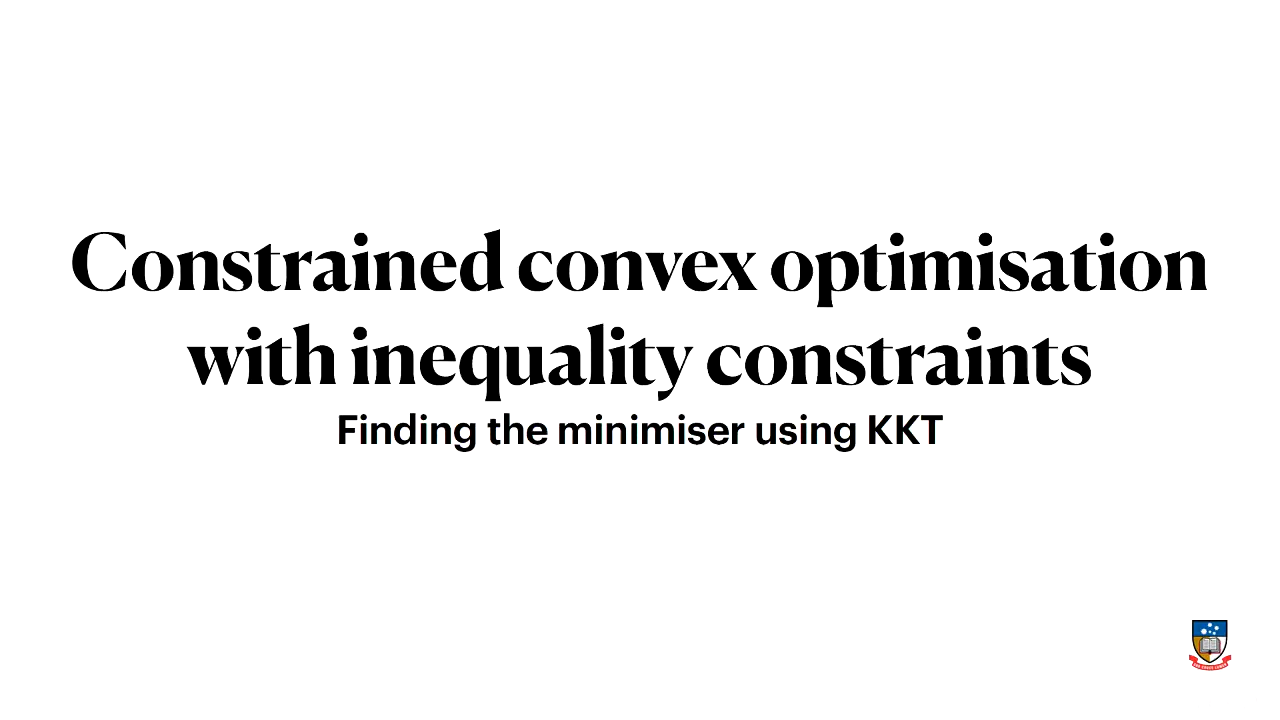 Constrained convex optimisation
with inequality constraints
Finding the minimiser using KKT